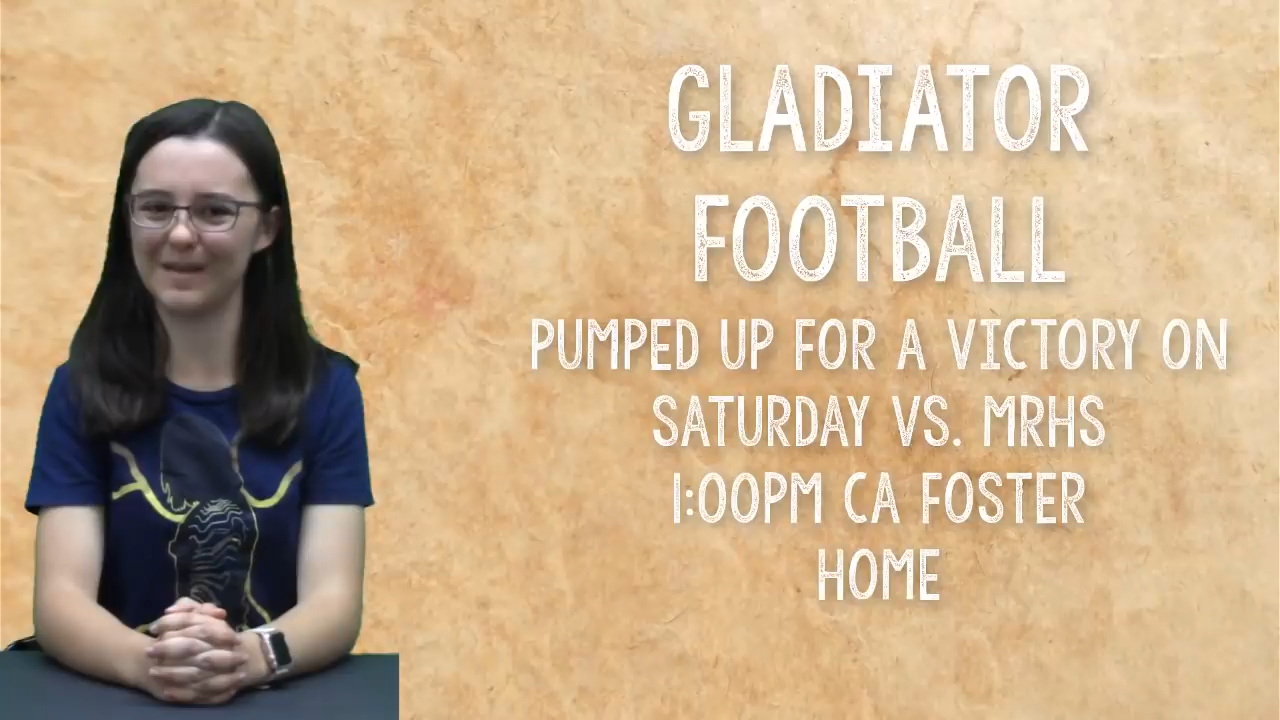 GLADIATOR
FOOTBALL
PUMPED UP FOR A VICTORY ON
SATURDAY VS. MRHS
1:00PM CA FOSTER
HOME